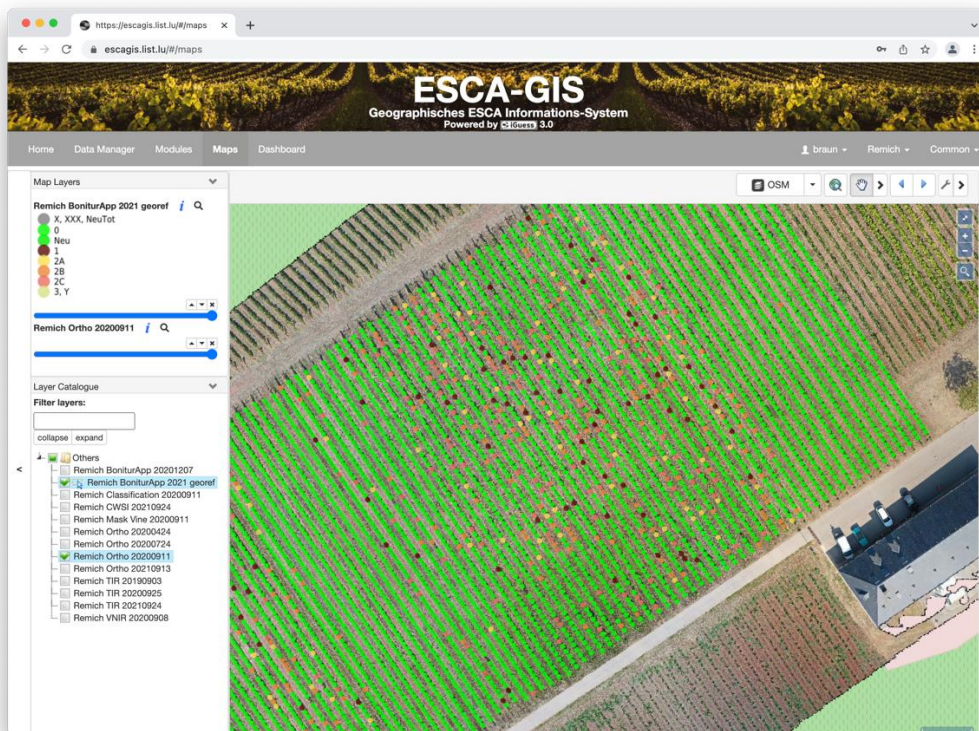 https://escagis.list.lu/#/maps
escagis.list.lu/#/maps
ESCA-GIS
Geographisches ESCA Informations-System
Powered by iGuess 3.0
Home Data Manager Modules Maps Dashboard braun Remich Common
Map Layers
OSM
Remich BoniturApp 2021 georef i
X, XXX, NeuTot
0
Neu
1
2A
2B
2C
3, Y
Remich Ortho 20200911 i
Layer Catalogue
Filter layers:
collapse expand
Others
Remich BoniturApp 20201207
Remich BoniturApp 2021 georef
Remich Classification 20200911
Remich CWSI 20210924
Remich Mask Vine 20200911
Remich Ortho 20200424
Remich Ortho 20200724
Remich Ortho 20200911
Remich Ortho 20210913
Remich TIR 20190903
Remich TIR 20200925
Remich TIR 20210924
Remich VNIR 20200908